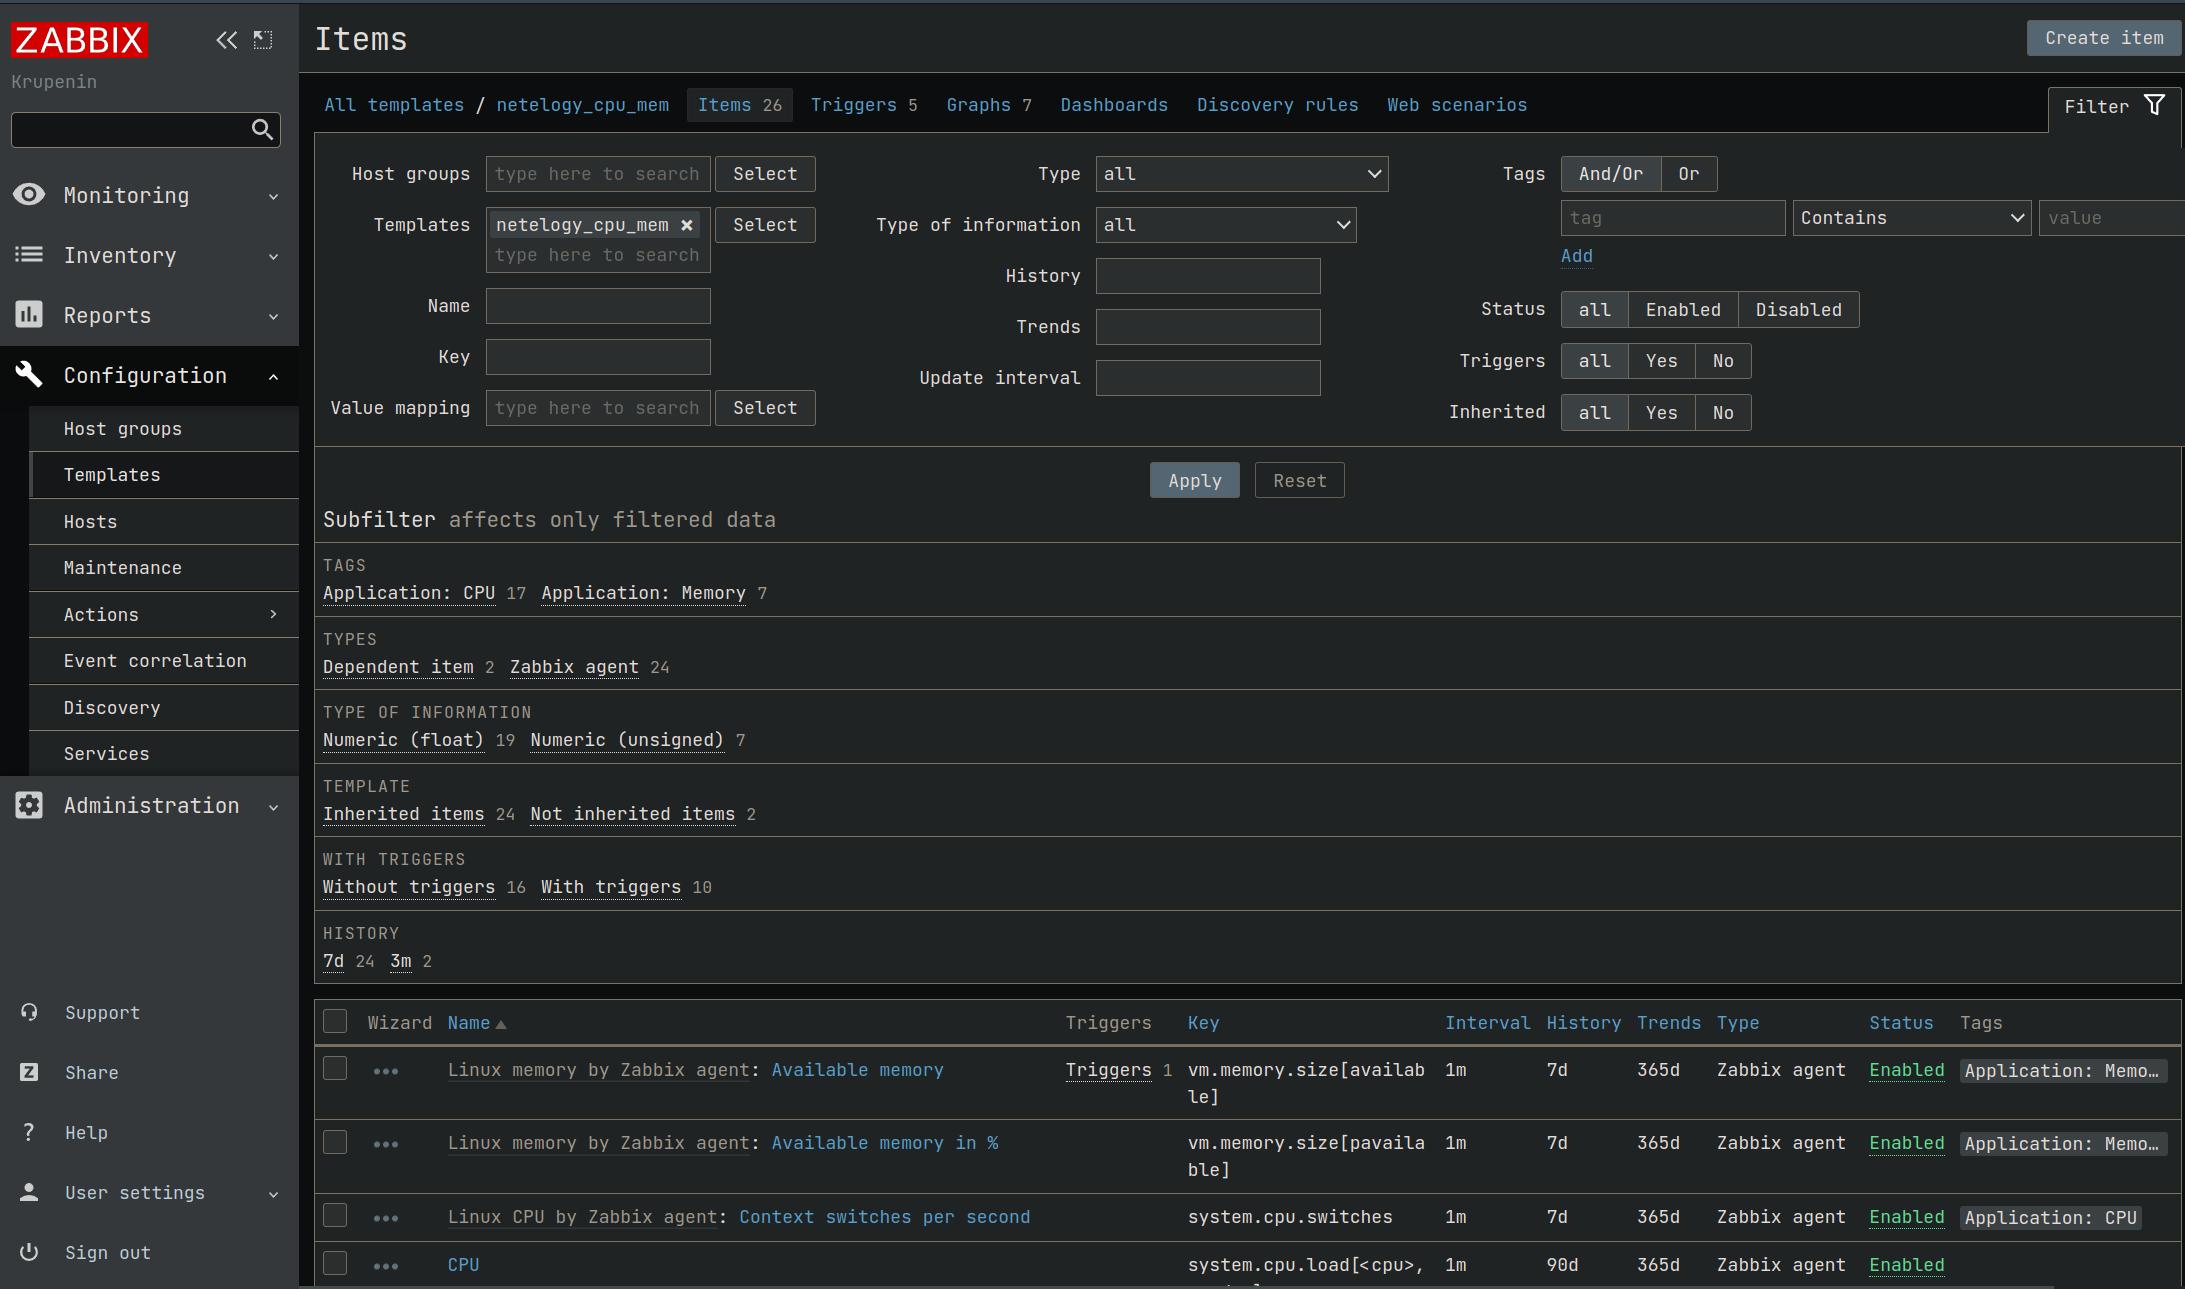 ZABBIX
Krupenin
Monitoring
Inventory
Reports
Configuration
Host groups
Templates
Hosts
Maintenance
Actions
Event correlation
Discovery
Services
Administration
Support
Share
Help
User settings
Sign out
Items
Create item
All templates / netelogy_cpu_mem Items 26 Triggers 5 Graphs 7 Dashboards Discovery rules Web scenarios
Filter
Host groups type here to search Select
Templates netelogy_cpu_mem Select
type here to search
Name
Key
Value mapping type here to search Select
Type all
Type of information all
History
Trends
Update interval
Tags And/Or Or
tag Contains value
Add
Status all Enabled Disabled
Triggers all Yes No
Inherited all Yes No
Apply Reset
Subfilter affects only filtered data
TAGS
Application: CPU 17 Application: Memory 7
TYPES
Dependent item 2 Zabbix agent 24
TYPE OF INFORMATION
Numeric (float) 19 Numeric (unsigned) 7
TEMPLATE
Inherited items 24 Not inherited items 2
WITH TRIGGERS
Without triggers 16 With triggers 10
HISTORY
7d 24 3m 2
Wizard Name Triggers Key Interval History Trends Type Status Tags
Linux memory by Zabbix agent: Available memory Triggers 1 vm.memory.size[availab 1m 7d 365d Zabbix agent Enabled Application: Memo…
le]
Linux memory by Zabbix agent: Available memory in % vm.memory.size[pavaila 1m 7d 365d Zabbix agent Enabled Application: Memo…
ble]
Linux CPU by Zabbix agent: Context switches per second system.cpu.switches 1m 7d 365d Zabbix agent Enabled Application: CPU
CPU system.cpu.load[<cpu>, 1m 90d 365d Zabbix agent Enabled